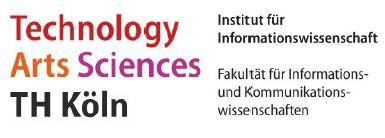 Technology
Arts Sciences
TH Köln
Institut für
Informationswissenschaft
Fakultät für Informations-
und Kommunikations-
wissenschaften